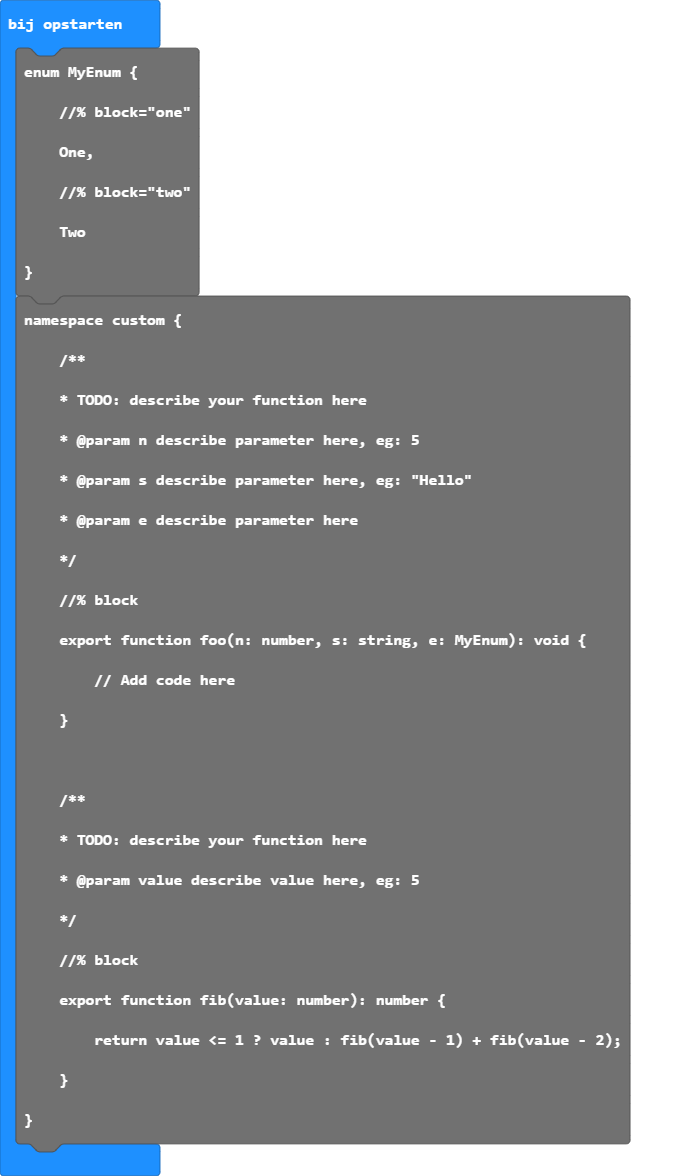 bij opstarten
enum MyEnum {
//% block="one"
One,
//% block="two"
Two
}
namespace custom {
/**
* TODO: describe your function here
* @param n describe parameter here, eg: 5
* @param s describe parameter here, eg: "Hello"
* @param e describe parameter here
*/
//% block
export function foo(n: number, s: string, e: MyEnum): void {
// Add code here
}
/**
* TODO: describe your function here
* @param value describe value here, eg: 5
*/
//% block
export function fib(value: number): number {
return value <= 1 ? value : fib(value - 1) + fib(value - 2);
}
}